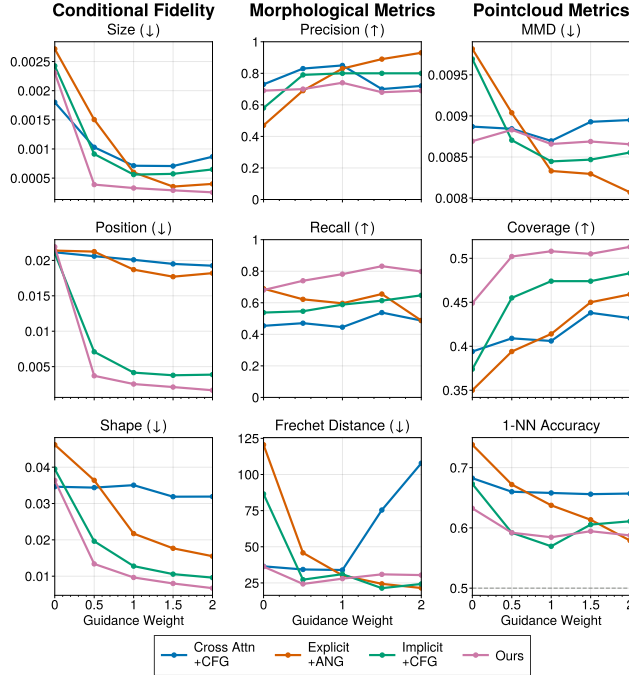 Conditional Fidelity
Morphological Metrics
Pointcloud Metrics
Size (↓)
Precision (↑)
MMD (↓)
0.0025
0.0020
0.0015
0.0010
0.0005
1
0.8
0.6
0.4
0.2
0
0.0095
0.009
0.0085
0.008
Position (↓)
Recall (↑)
Coverage (↑)
0.02
0.015
0.01
0.005
1
0.8
0.6
0.4
0.2
0
0.5
0.45
0.4
0.35
Shape (↓)
Frechet Distance (↓)
1-NN Accuracy
0.04
0.03
0.02
0.01
125
100
75
50
25
0.7
0.6
0.5
0 0.5 1 1.5 2
0 1 2
0 0.5 1 1.5 2
Guidance Weight
Guidance Weight
Guidance Weight
Cross Attn
+CFG
Explicit
+ANG
Implicit
+CFG
Ours